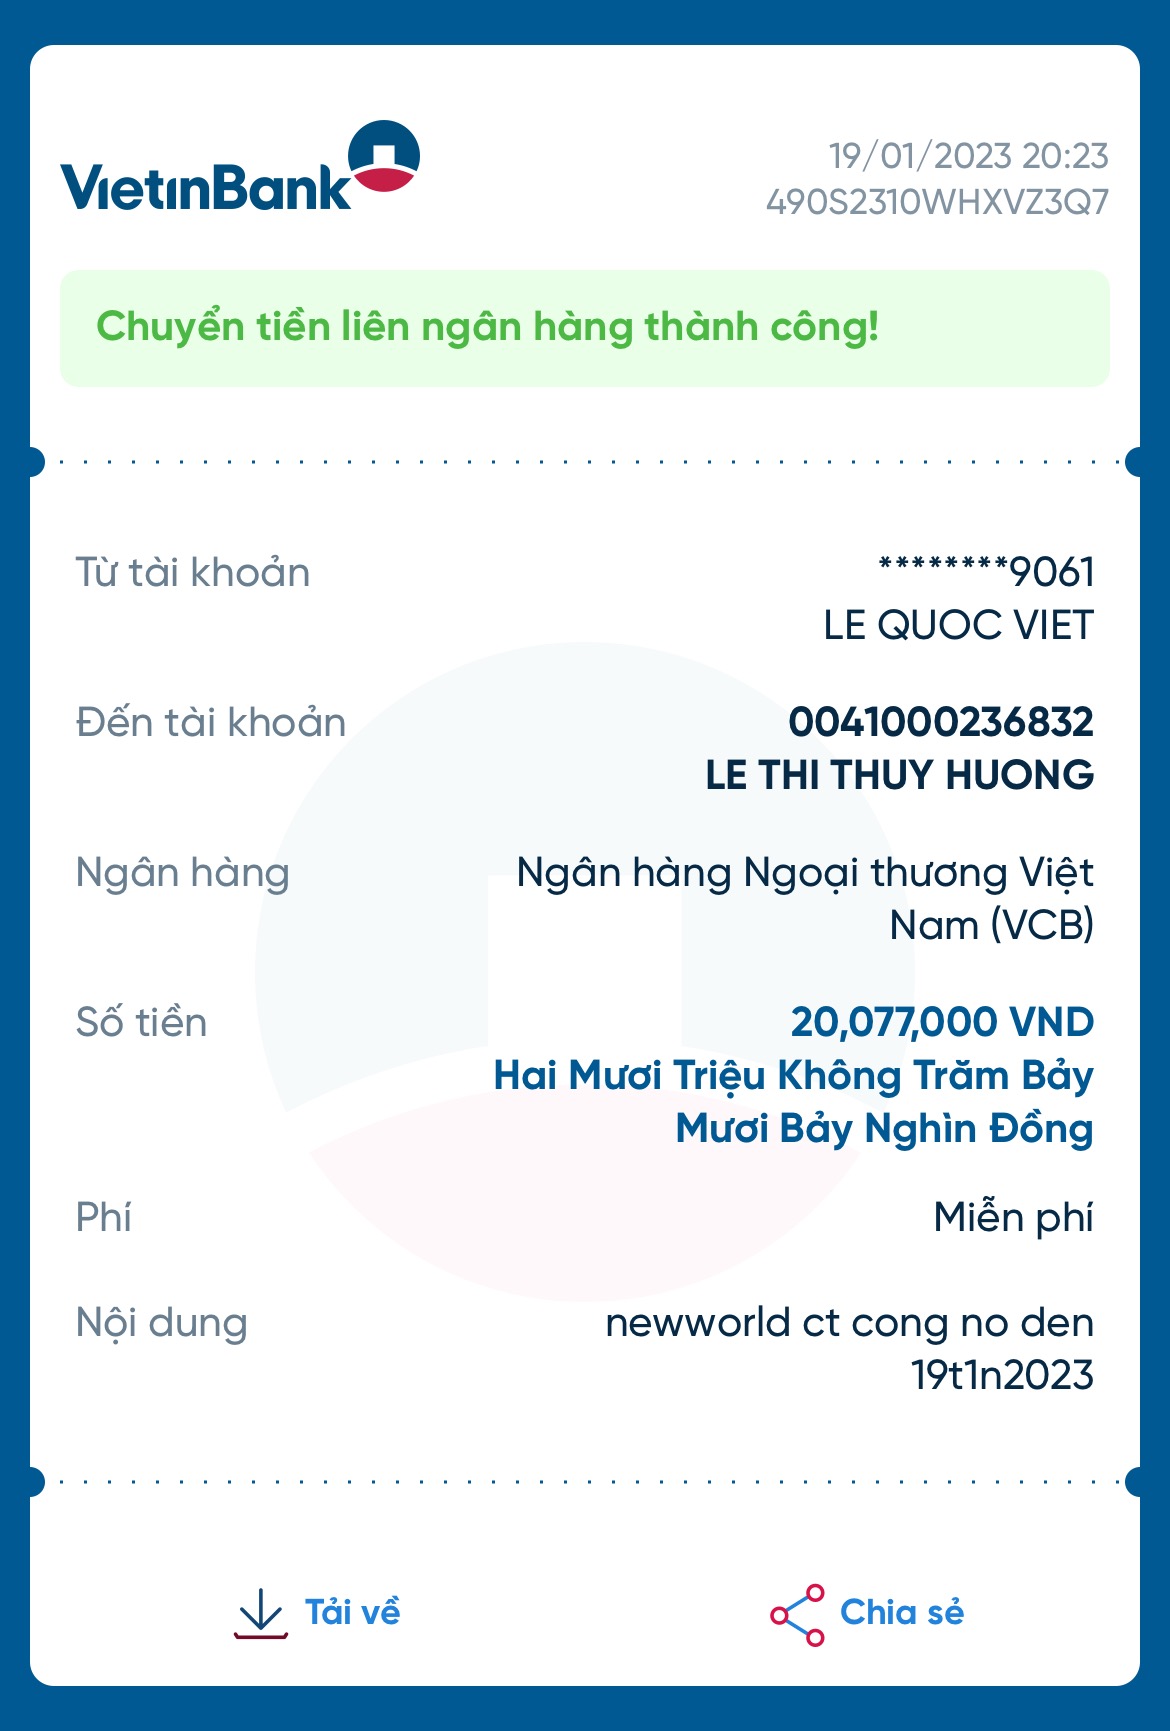 VietinBank
19/01/2023 20:23
490S2310WHXVZ3Q7
Chuyển tiền liên ngân hàng thành công!
Từ tài khoản
********9061
LE QUOC VIET
Đến tài khoản
0041000236832
LE THI THUY HUONG
Ngân hàng
Ngân hàng Ngoại thương Việt
Nam (VCB)
Số tiền
20,077,000 VND
Hai Mươi Triệu Không Trăm Bảy
Mươi Bảy Nghìn Đồng
Phí
Miễn phí
Nội dung
newworld ct cong no den
19t1n2023
Tải về
Chia sẻ